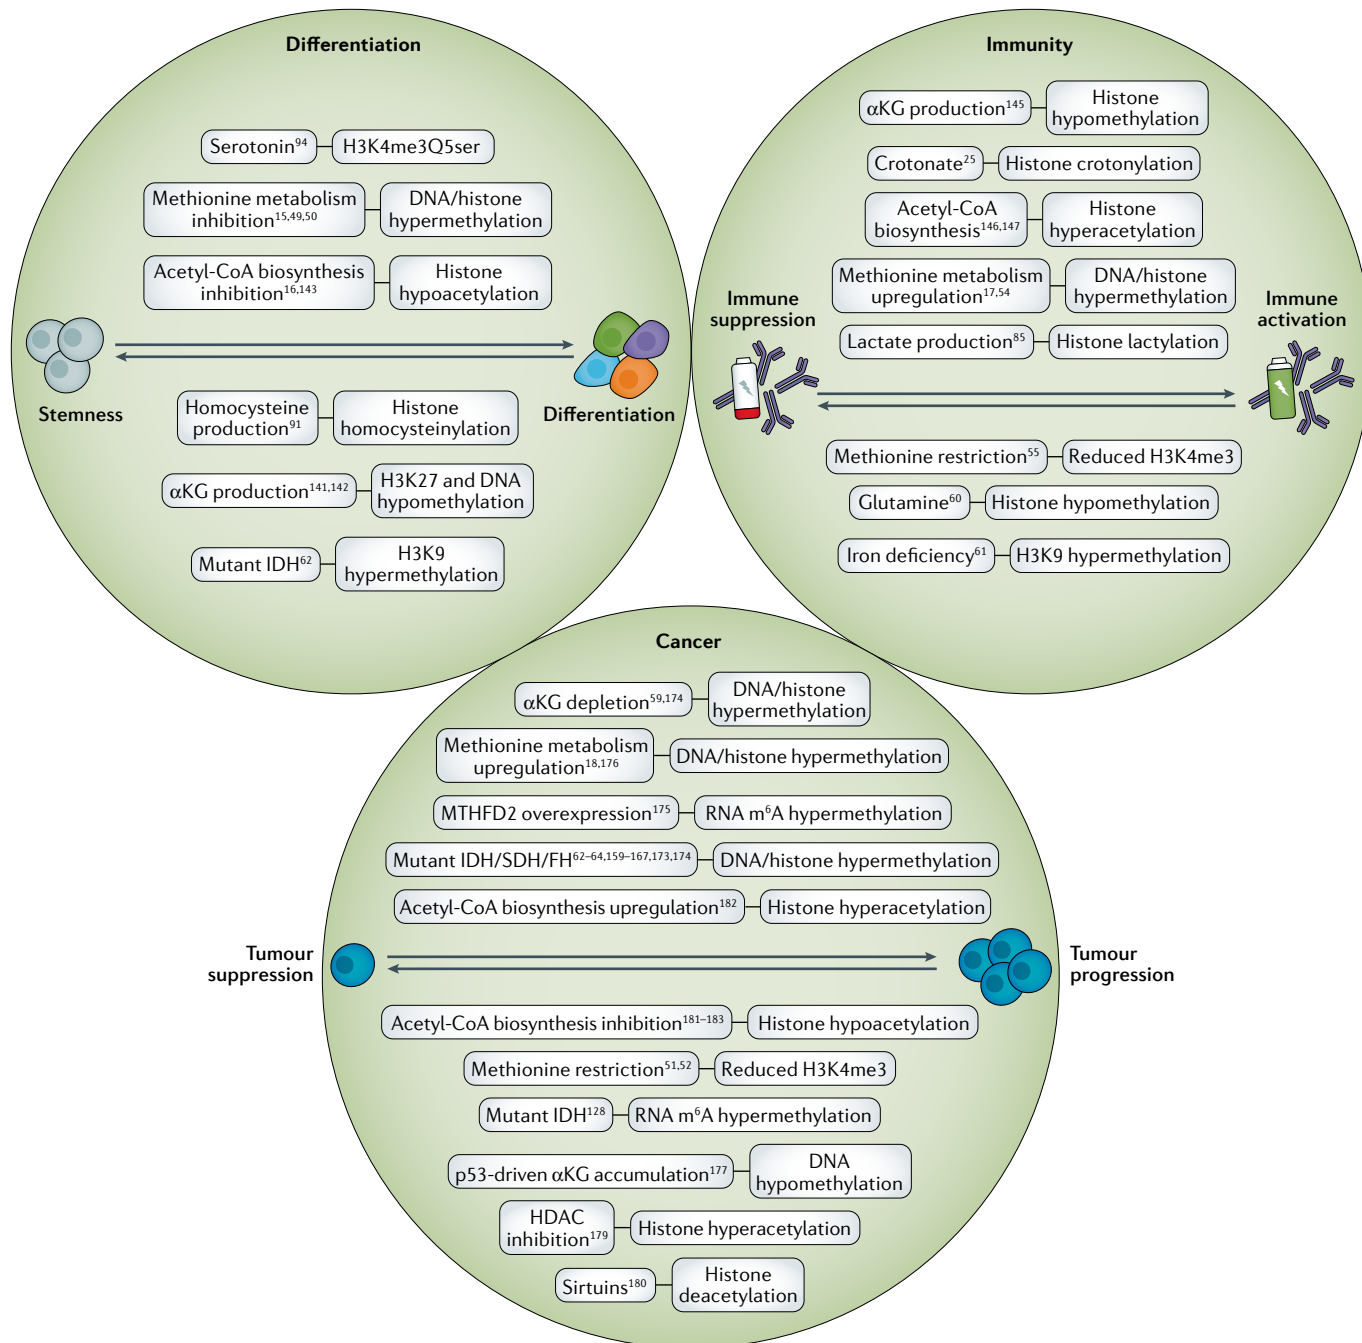 Differentiation
Serotonin94
H3K4me3Q5ser
Methionine metabolism
inhibition15,49,50
DNA/histone
hypermethylation
Acetyl-CoA biosynthesis
inhibition16,143
Histone
hypoacetylation
Stemness
Differentiation
Homocysteine
production91
Histone
homocysteinylation
αKG production141,142
H3K27 and DNA
hypomethylation
Mutant IDH62
H3K9
hypermethylation
Immunity
αKG production145
Histone
hypomethylation
Crotonate25
Histone crotonylation
Acetyl-CoA
biosynthesis146,147
Histone
hyperacetylation
Methionine metabolism
upregulation17,54
DNA/histone
hypermethylation
Lactate production85
Histone lactylation
Immune
suppression
Immune
activation
Methionine restriction55
Reduced H3K4me3
Glutamine60
Histone hypomethylation
Iron deficiency61
H3K9 hypermethylation
Cancer
αKG depletion59,174
DNA/histone
hypermethylation
Methionine metabolism
upregulation18,176
DNA/histone hypermethylation
MTHFD2 overexpression175
RNA m6A hypermethylation
Mutant IDH/SDH/FH62–64,159–167,173,174
DNA/histone hypermethylation
Acetyl-CoA biosynthesis upregulation182
Histone hyperacetylation
Tumour
suppression
Tumour
progression
Acetyl-CoA biosynthesis inhibition181–183
Histone hypoacetylation
Methionine restriction51,52
Reduced H3K4me3
Mutant IDH128
RNA m6A hypermethylation
p53-driven αKG accumulation177
DNA
hypomethylation
HDAC
inhibition179
Histone hyperacetylation
Sirtuins180
Histone
deacetylation